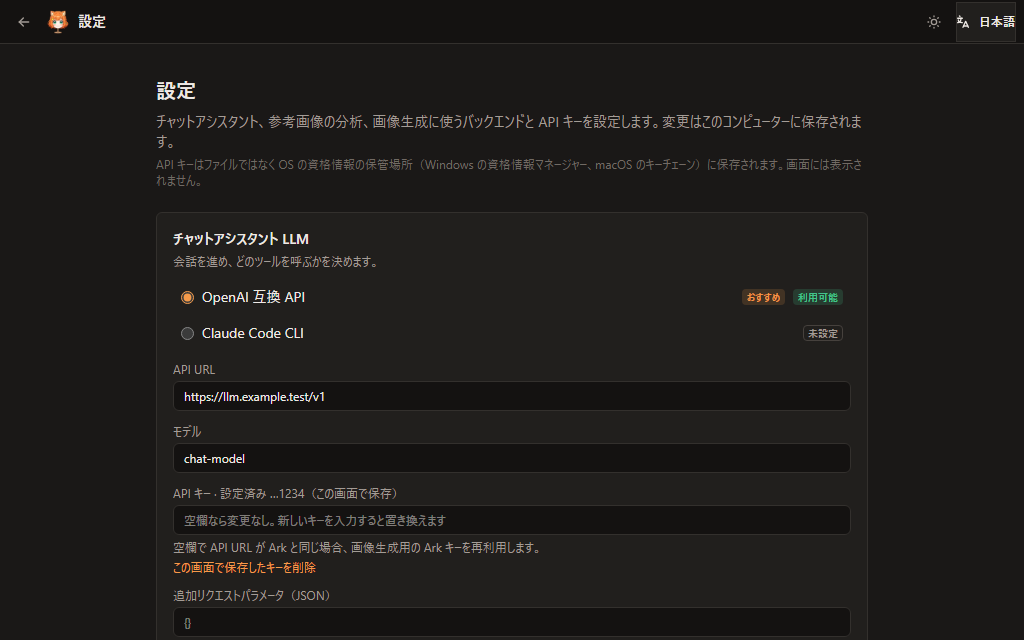 設定
日本語
設定
チャットアシスタント、参考画像の分析、画像生成に使うバックエンドと API キーを設定します。変更はこのコンピューターに保存されま
す。
API キーはファイルではなく OS の資格情報の保管場所（Windows の資格情報マネージャー、macOS のキーチェーン）に保存されます。画面には表示さ
れません。
チャットアシスタント LLM
会話を進め、どのツールを呼ぶかを決めます。
OpenAI 互換 API おすすめ 利用可能
Claude Code CLI 未設定
API URL
https://llm.example.test/v1
モデル
chat-model
API キー · 設定済み ...1234（この画面で保存）
空欄なら変更なし。新しいキーを入力すると置き換えます
空欄で API URL が Ark と同じ場合、画像生成用の Ark キーを再利用します。
この画面で保存したキーを削除
追加リクエストパラメータ（JSON）
{}